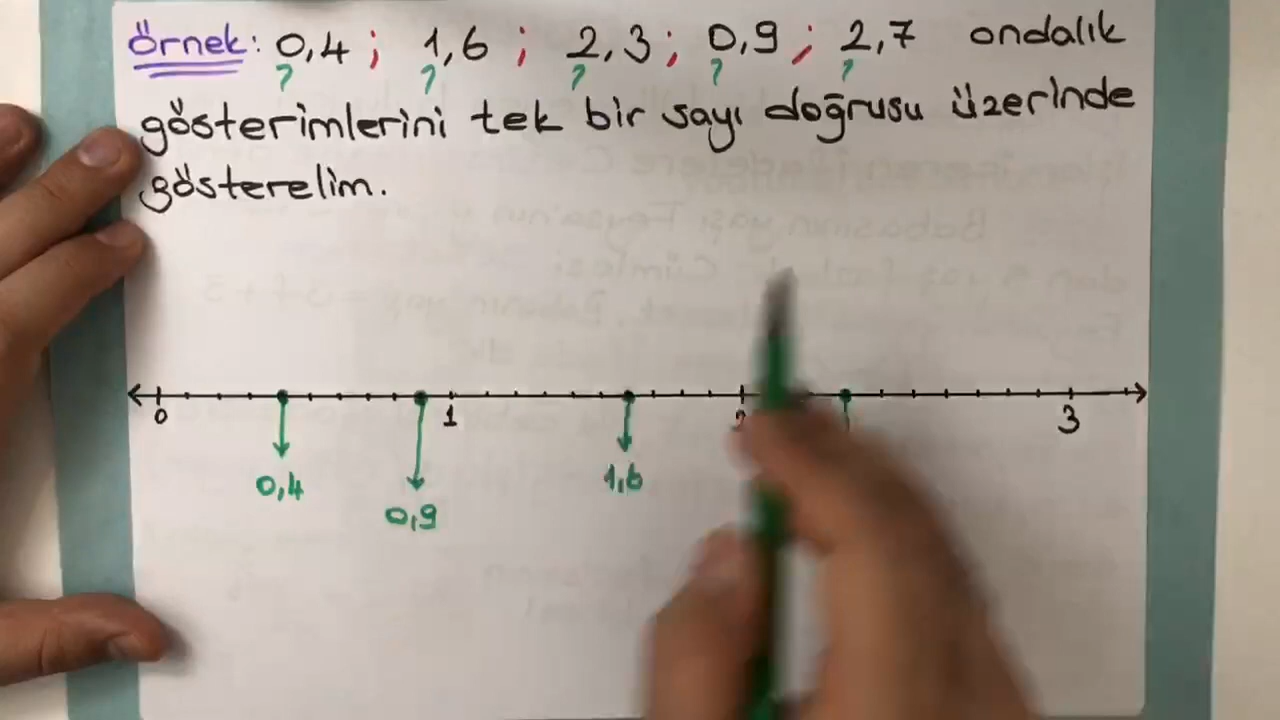 Örnek: 0,4 ; 1,6 ; 2,3 ; 0,9 ; 2,7 ondalık
? ? ? ? ?
gösterimlerini tek bir sayı doğrusu üzerinde
gösterelim.
0 1 2 3
0,4 1,6
0,9